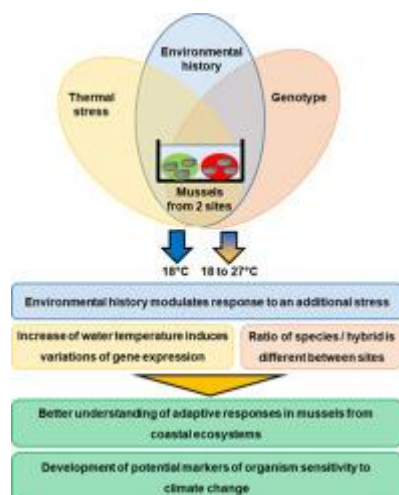 Environmental
history
Thermal
stress
Genotype
Mussels
from 2 sites
18°C 18 to 27°C
Environmental history modulates response to an additional stress
Increase of water temperature induces
variations of gene expression
Ratio of species / hybrid is
different between sites
Better understanding of adaptive responses in mussels from
coastal ecosystems
Development of potential markers of organism sensitivity to
climate change